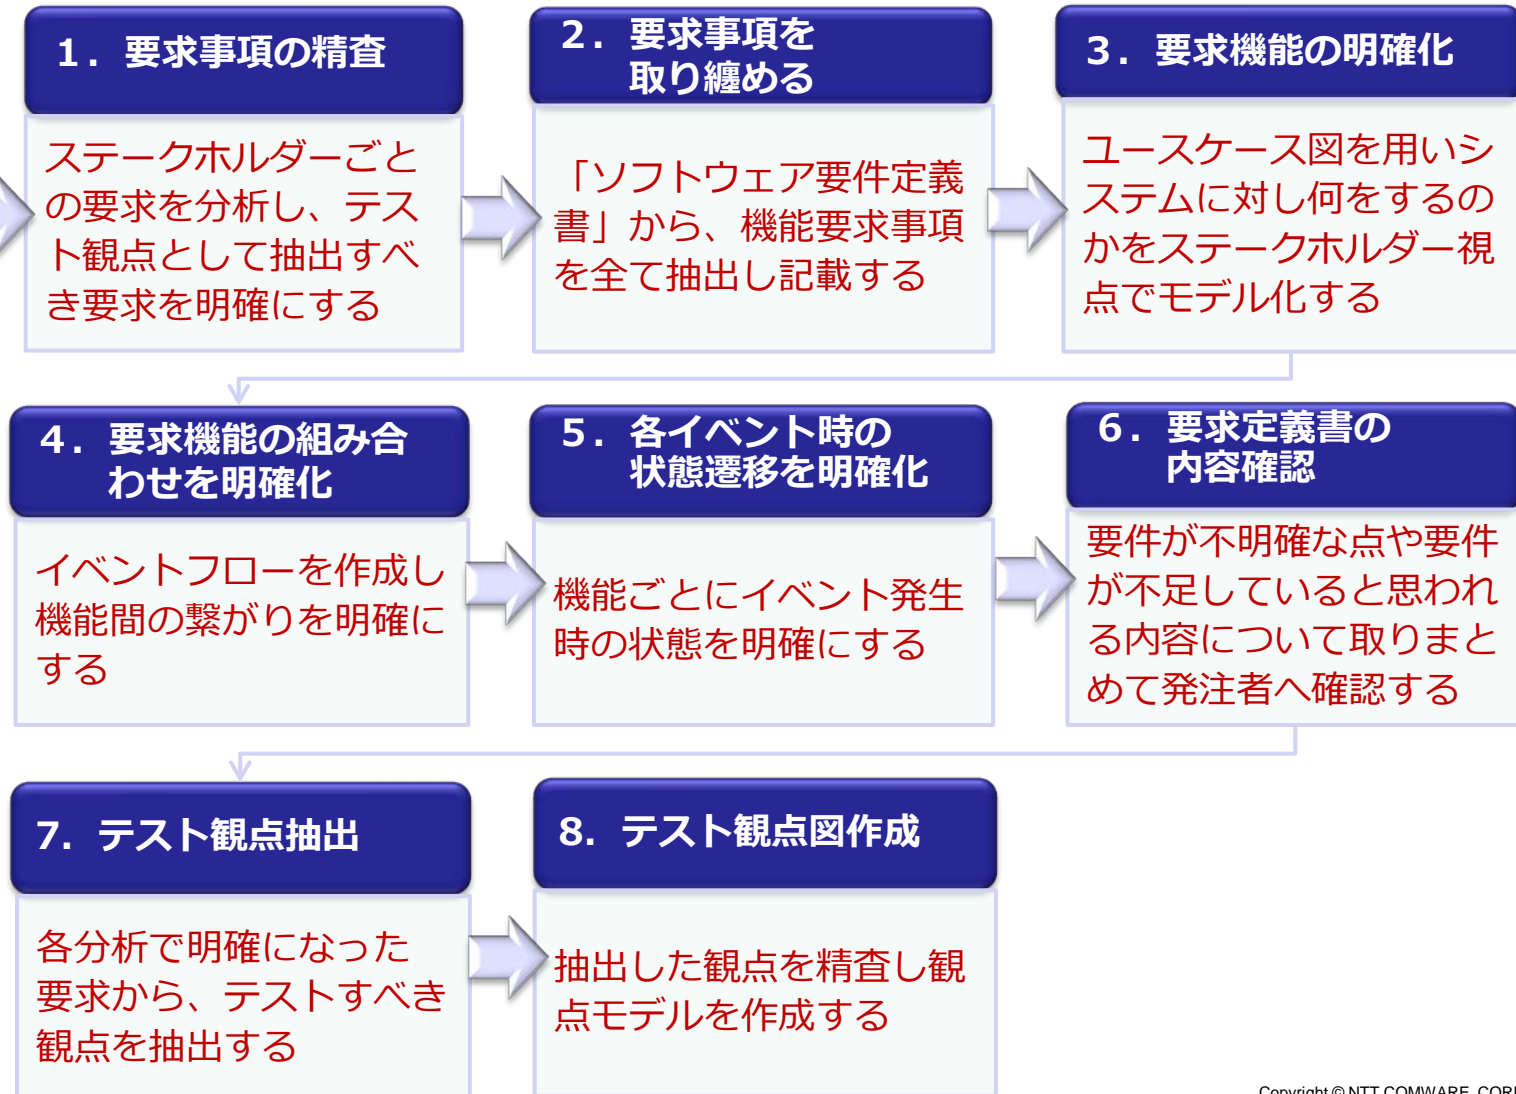 １．要求事項の精査
ステークホルダーごと
の要求を分析し、テス
ト観点として抽出すべ
き要求を明確にする
２．要求事項を
取り纏める
「ソフトウェア要件定義
書」から、機能要求事項
を全て抽出し記載する
３．要求機能の明確化
ユースケース図を用いシ
ステムに対し何をするの
かをステークホルダー視
点でモデル化する
４．要求機能の組み合
わせを明確化
イベントフローを作成し
機能間の繋がりを明確に
する
５．各イベント時の
状態遷移を明確化
機能ごとにイベント発生
時の状態を明確にする
６．要求定義書の
内容確認
要件が不明確な点や要件
が不足していると思われ
る内容について取りまと
めて発注者へ確認する
7．テスト観点抽出
各分析で明確になった
要求から、テストすべき
観点を抽出する
8．テスト観点図作成
抽出した観点を精査し観
点モデルを作成する
Copyright © NTT COMWARE